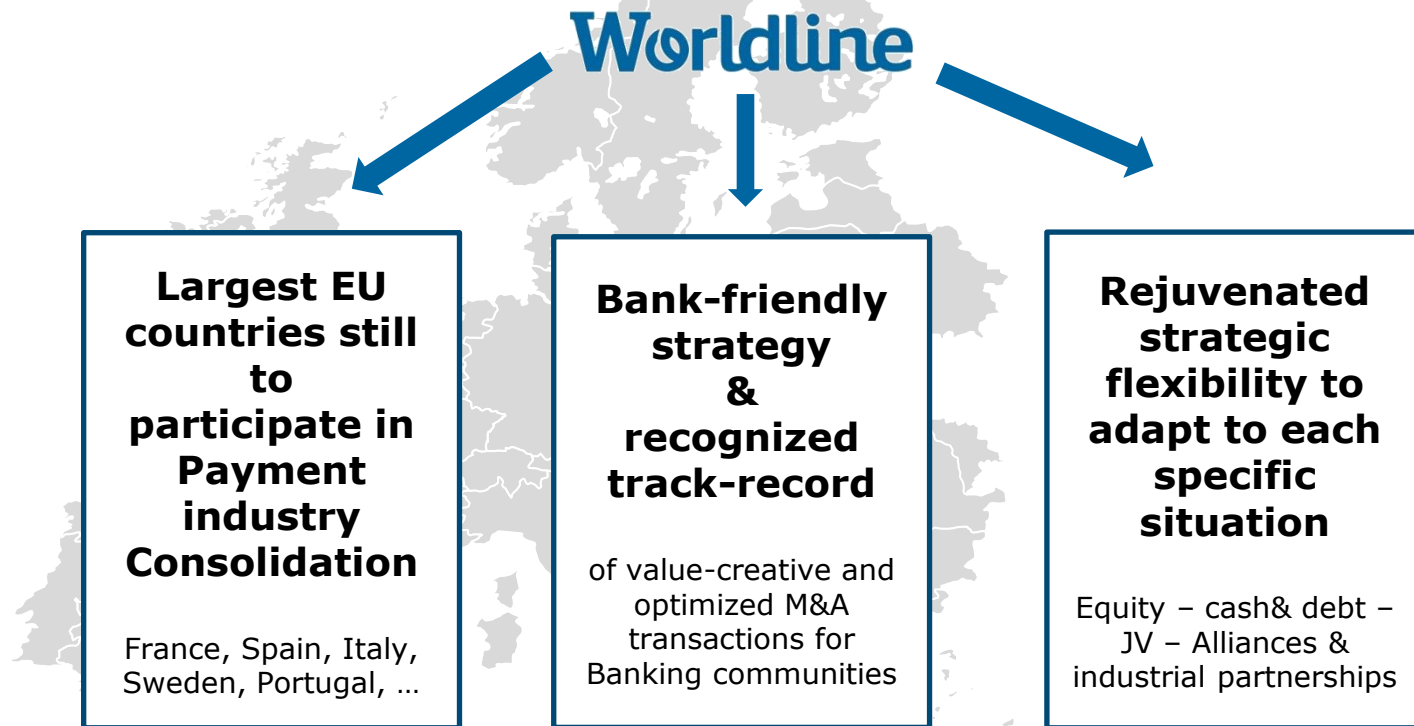 Worldline
Largest EU
countries still
to
participate in
Payment
industry
Consolidation
France, Spain, Italy,
Sweden, Portugal, …
Bank-friendly
strategy
&
recognized
track-record
of value-creative and
optimized M&A
transactions for
Banking communities
Rejuvenated
strategic
flexibility to
adapt to each
specific
situation
Equity – cash& debt –
JV – Alliances &
industrial partnerships